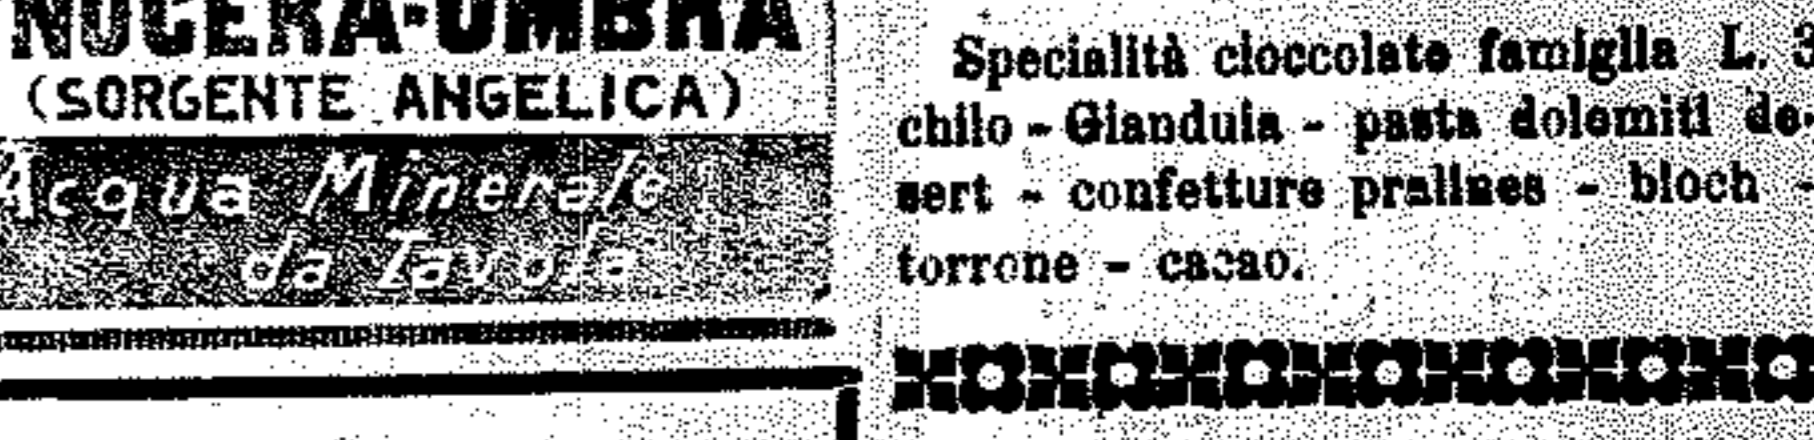 NOCERA-UMBRA
(SORGENTE ANGELICA)
Acqua Minerale
da Tavola
Specialità cioccolato famiglia L. 3
chilo - Gianduia - pasta dolomiti de-
sert - confetture pralines - bloch -
torrone - cacao.